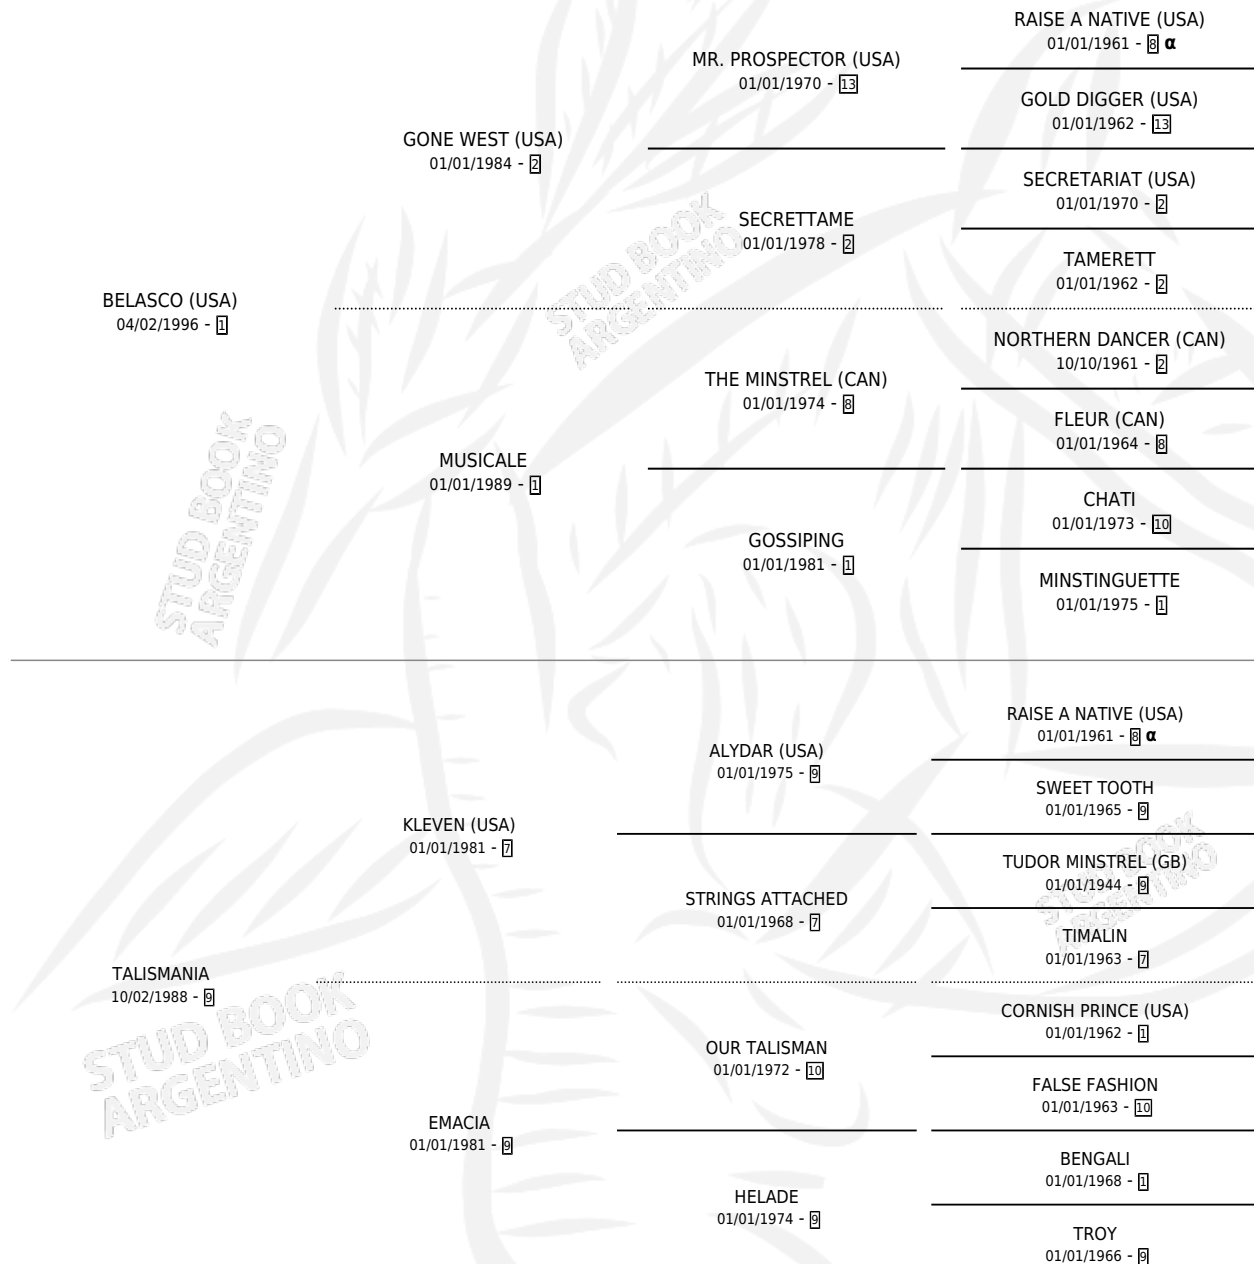 RAISE A NATIVE (USA)
01/01/1961 - 8 α
MR. PROSPECTOR (USA)
01/01/1970 - 13
GOLD DIGGER (USA)
01/01/1962 - 13
GONE WEST (USA)
01/01/1984 - 2
SECRETARIAT (USA)
01/01/1970 - 2
SECRETTAME
01/01/1978 - 2
TAMERETT
01/01/1962 - 2
BELASCO (USA)
04/02/1996 - 1
NORTHERN DANCER (CAN)
10/10/1961 - 2
THE MINSTREL (CAN)
01/01/1974 - 8
FLEUR (CAN)
01/01/1964 - 8
MUSICALE
01/01/1989 - 1
CHATI
01/01/1973 - 10
GOSSIPING
01/01/1981 - 1
MINSTINGUETTE
01/01/1975 - 1
RAISE A NATIVE (USA)
01/01/1961 - 8 α
ALYDAR (USA)
01/01/1975 - 9
SWEET TOOTH
01/01/1965 - 9
KLEVEN (USA)
01/01/1981 - 7
TUDOR MINSTREL (GB)
01/01/1944 - 9
STRINGS ATTACHED
01/01/1968 - 7
TIMALIN
01/01/1963 - 7
TALISMANIA
10/02/1988 - 9
CORNISH PRINCE (USA)
01/01/1962 - 1
OUR TALISMAN
01/01/1972 - 10
FALSE FASHION
01/01/1963 - 10
EMACIA
01/01/1981 - 9
BENGALI
01/01/1968 - 1
HELADE
01/01/1974 - 9
TROY
01/01/1966 - 9
STUD BOOK
ARGENTINO
STUD BOOK
ARGENTINO
STUD BOOK
ARGENTINO
STUD BOOK
ARGENTINO